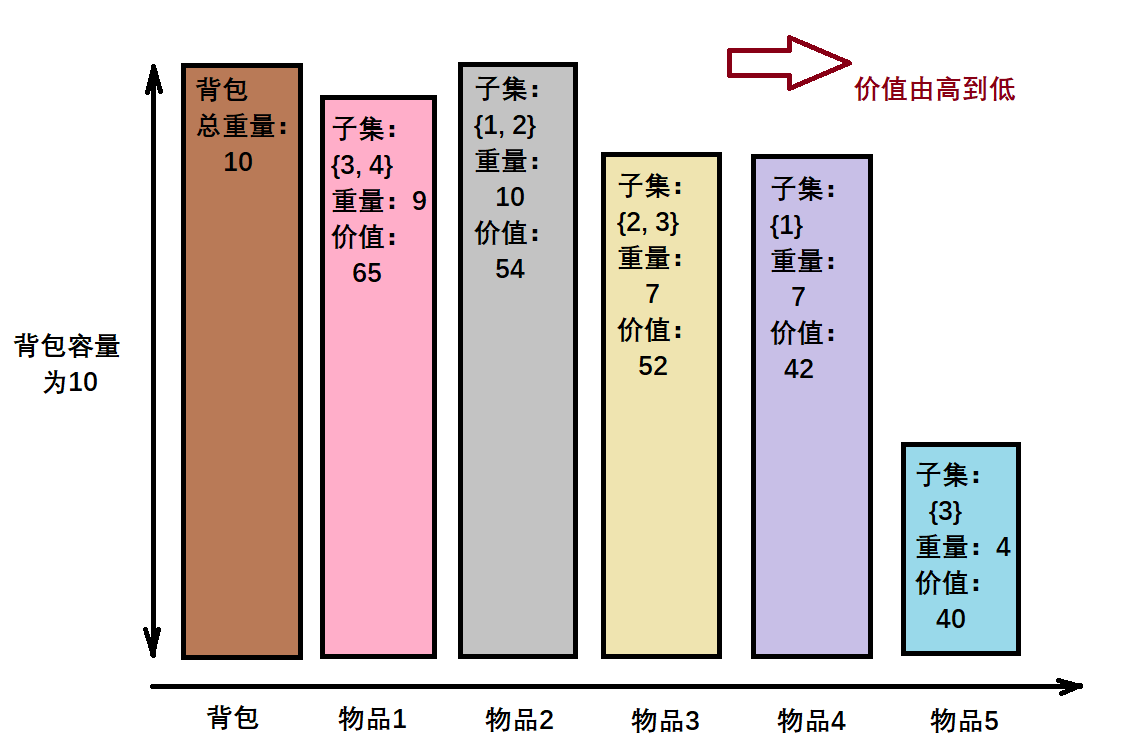 价值由高到低
背包
总重量：
10
子集：
{3, 4}
重量：9
价值：
65
子集：
{1, 2}
重量：
10
价值：
54
子集：
{2, 3}
重量：
7
价值：
52
子集：
{1}
重量：
7
价值：
42
子集：
{3}
重量：4
价值：
40
背包容量
为10
背包
物品1
物品2
物品3
物品4
物品5